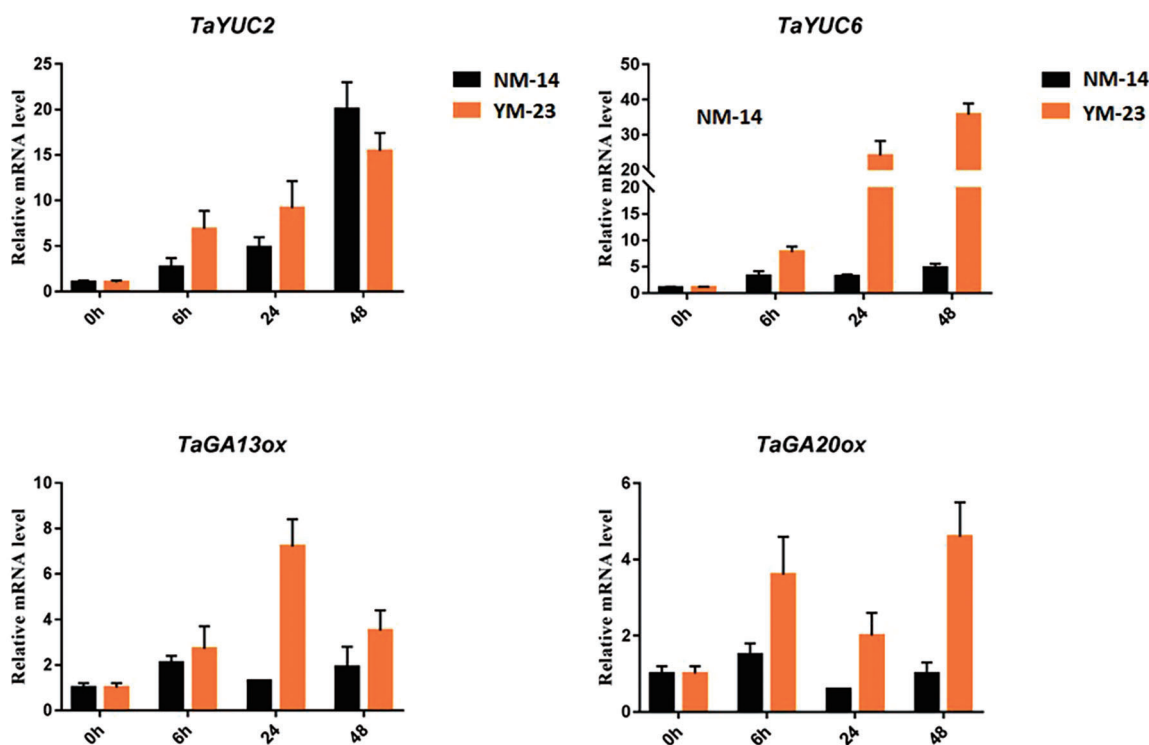 TaYUC2
Relative mRNA level
25
20
15
10
5
0
0h
6h
24
48
NM-14
YM-23
TaYUC6
Relative mRNA level
50
40
30
20
20
15
10
5
0
NM-14
0h
6h
24
48
NM-14
YM-23
TaGA13ox
Relative mRNA level
10
8
6
4
2
0
0h
6h
24
48
TaGA20ox
Relative mRNA level
6
4
2
0
0h
6h
24
48